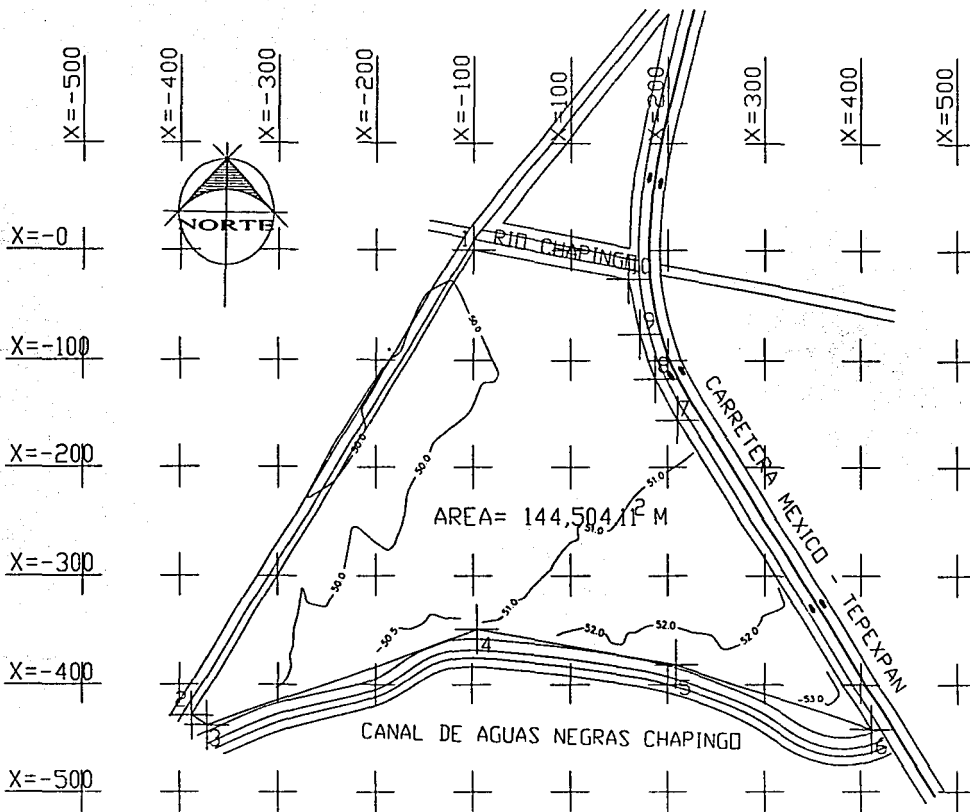 X=-500
X=-400
X=-300
X=-200
X=-100
X=100
X=200
X=300
X=400
X=500
NORTE
X=-0
1
RIO CHAPINGO
9
X=-100
8
7
50.0
50.0
50.0
50.0
CARRETERA MEXICO - TEPEXPAN
X=-200
51.0
AREA= 144,504.11 M²
51.0
X=-300
51.0
-50.5
52.0
52.0
52.0
4
X=-400
5
-53.0
2
3
CANAL DE AGUAS NEGRAS CHAPINGO
6
X=-500